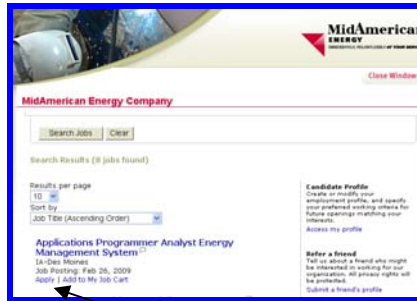 MidAmerican
ENERGY
Close Window
MidAmerican Energy Company
Search Jobs
Clear
Search Results (8 jobs found)
Results per page
10
Sort by
Job Title (Ascending Order)
Applications Programmer Analyst Energy
Management System
IA-Des Moines
Job Posting: Feb 26, 2009
Apply | Add to My Job Cart
Candidate Profile
Create or modify your
employment profile, and specify
your preferred working criteria for
future openings matching your
interests.
Access my profile
Refer a friend
Tell us about a friend who might
be interested in working for our
organization. All privacy rights will
be protected.
Submit a friend's profile